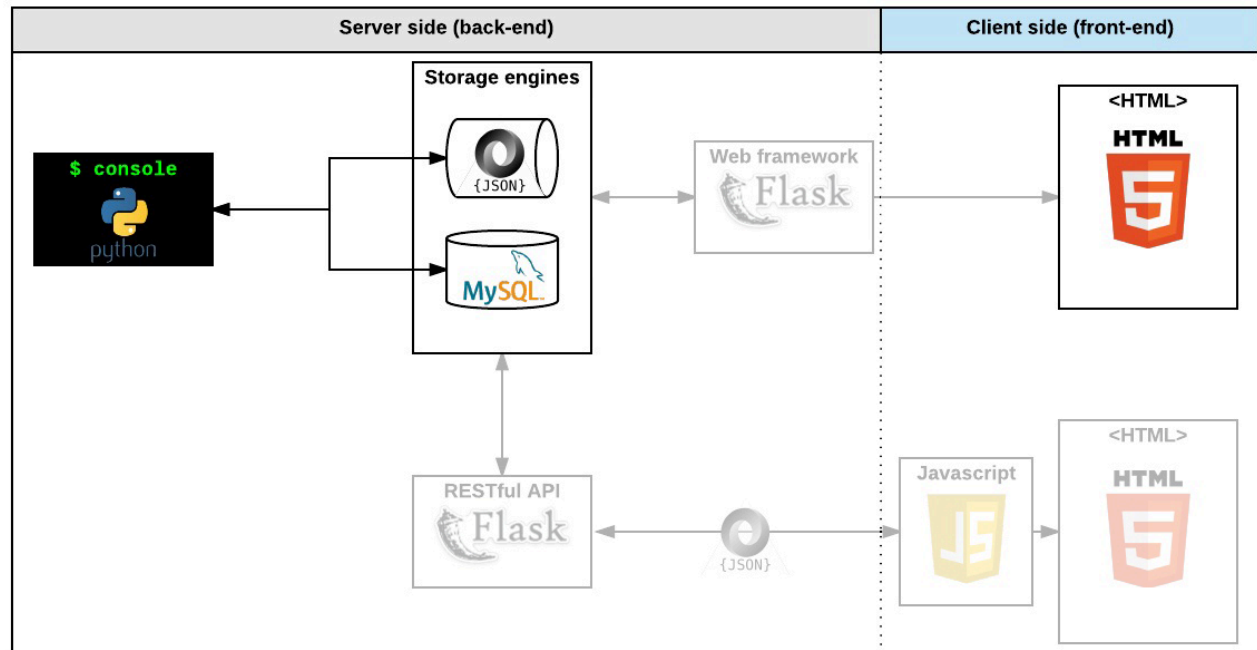 Server side (back-end)
Client side (front-end)
Storage engines
<HTML>
HTML
5
$ console
python
{JSON}
MySQL™
Web framework
Flask
RESTful API
Flask
{JSON}
Javascript
JS
<HTML>
HTML
5